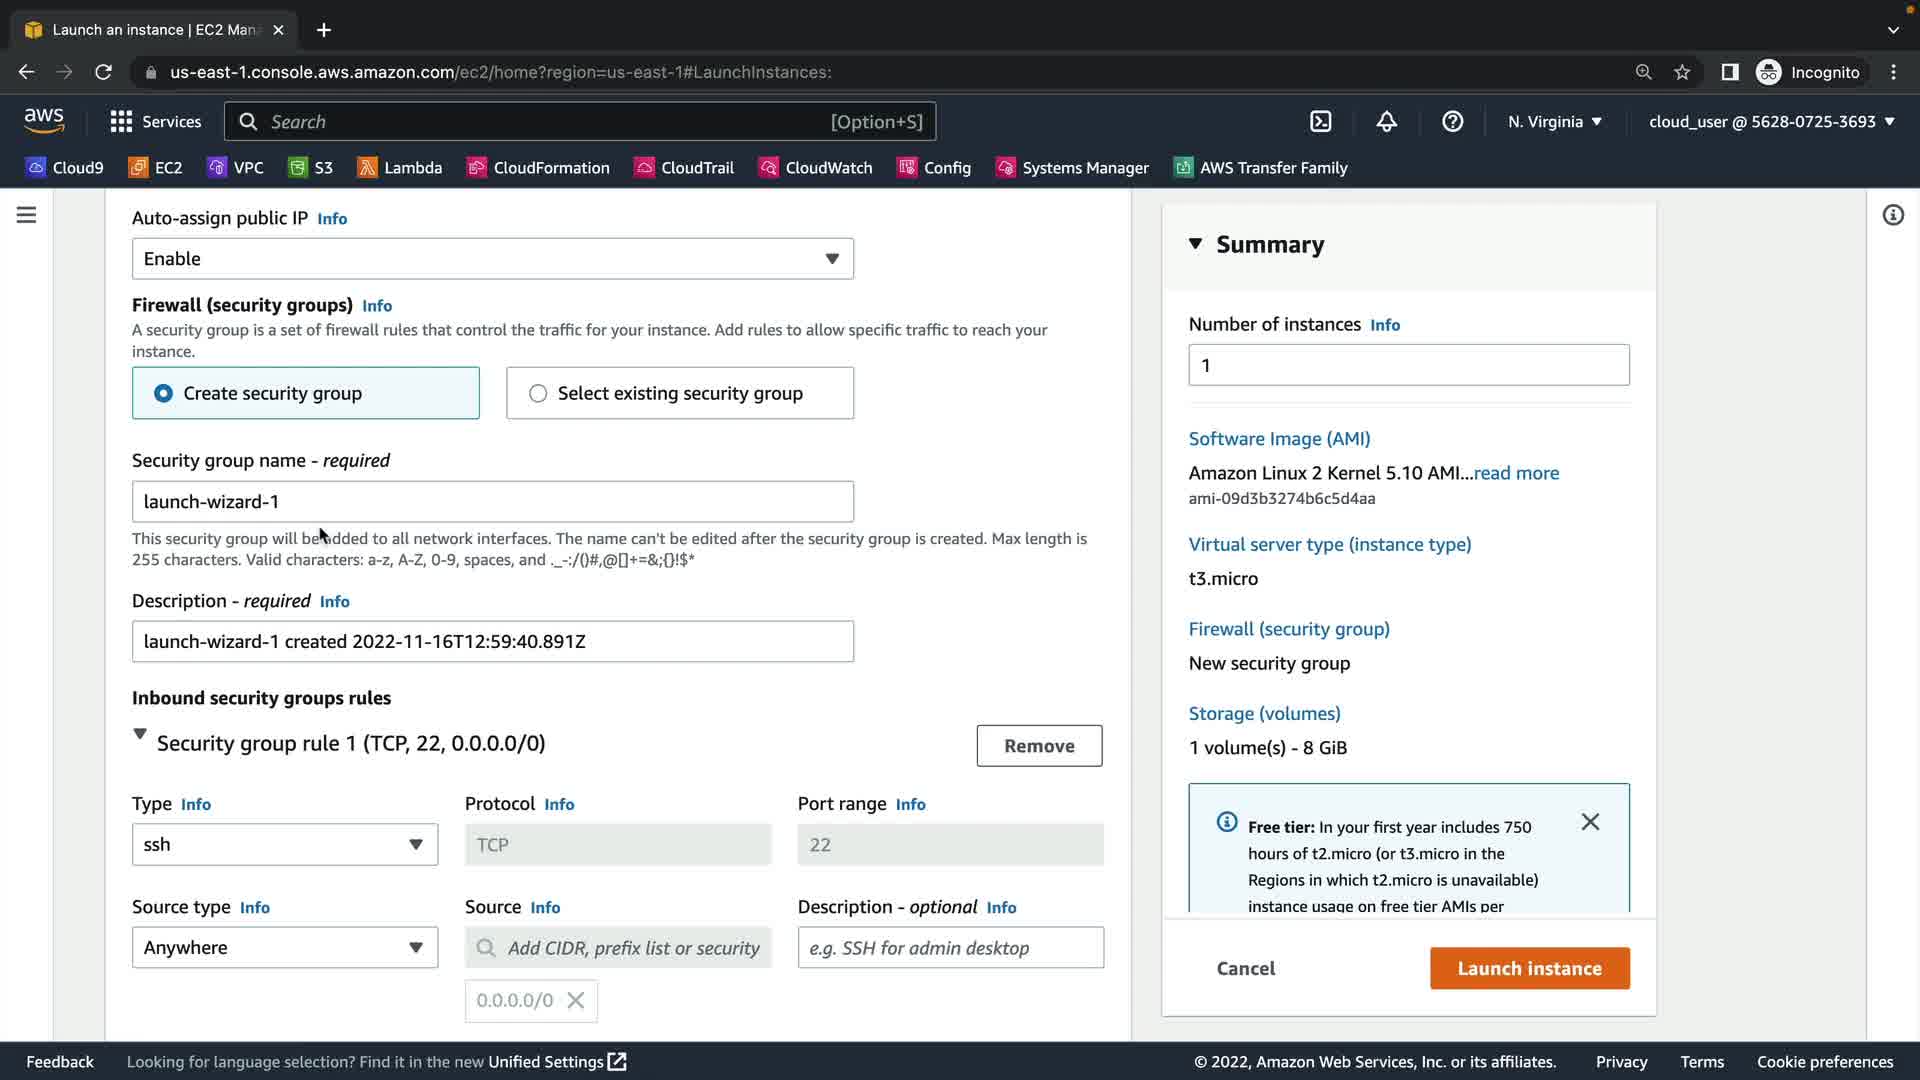 Launch an instance | EC2 Man
us-east-1.console.aws.amazon.com/ec2/home?region=us-east-1#LaunchInstances:
Incognito
aws
Services
Search
[Option+S]
N. Virginia
cloud_user @ 5628-0725-3693
Cloud9
EC2
VPC
S3
Lambda
CloudFormation
CloudTrail
CloudWatch
Config
Systems Manager
AWS Transfer Family
Auto-assign public IP Info
Enable
Firewall (security groups) Info
A security group is a set of firewall rules that control the traffic for your instance. Add rules to allow specific traffic to reach your
instance.
Create security group
Select existing security group
Security group name - required
launch-wizard-1
This security group will be added to all network interfaces. The name can't be edited after the security group is created. Max length is
255 characters. Valid characters: a-z, A-Z, 0-9, spaces, and ._-:/()#,@[]+=&;{}!$*
Description - required Info
launch-wizard-1 created 2022-11-16T12:59:40.891Z
Inbound security groups rules
Security group rule 1 (TCP, 22, 0.0.0.0/0)
Remove
Type Info
Protocol Info
Port range Info
ssh
TCP
22
Source type Info
Source Info
Description - optional Info
Anywhere
Add CIDR, prefix list or security
e.g. SSH for admin desktop
0.0.0.0/0
Summary
Number of instances Info
1
Software Image (AMI)
Amazon Linux 2 Kernel 5.10 AMI...read more
ami-09d3b3274b6c5d4aa
Virtual server type (instance type)
t3.micro
Firewall (security group)
New security group
Storage (volumes)
1 volume(s) - 8 GiB
Free tier: In your first year includes 750
hours of t2.micro (or t3.micro in the
Regions in which t2.micro is unavailable)
instance usage on free tier AMIs per
Cancel
Launch instance
Feedback
Looking for language selection? Find it in the new Unified Settings
© 2022, Amazon Web Services, Inc. or its affiliates.
Privacy
Terms
Cookie preferences